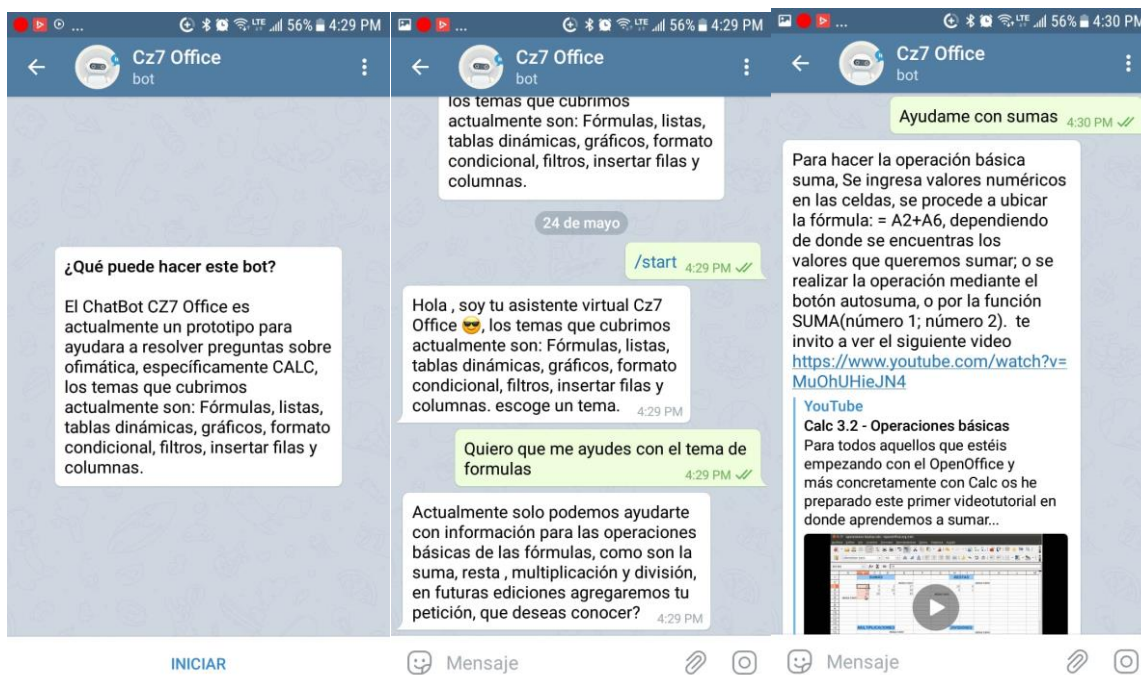 ... 56% 4:29 PM
Cz7 Office
bot
¿Qué puede hacer este bot?
El ChatBot CZ7 Office es
actualmente un prototipo para
ayudara a resolver preguntas sobre
ofimática, específicamente CALC,
los temas que cubrimos
actualmente son: Fórmulas, listas,
tablas dinámicas, gráficos, formato
condicional, filtros, insertar filas y
columnas.
INICIAR
... LTE 56% 4:29 PM
Cz7 Office
bot
los temas que cubrimos
actualmente son: Fórmulas, listas,
tablas dinámicas, gráficos, formato
condicional, filtros, insertar filas y
columnas.
24 de mayo
/start 4:29 PM
Hola , soy tu asistente virtual Cz7
Office 😎, los temas que cubrimos
actualmente son: Fórmulas, listas,
tablas dinámicas, gráficos, formato
condicional, filtros, insertar filas y
columnas. escoge un tema. 4:29 PM
Quiero que me ayudes con el tema de
formulas 4:29 PM
Actualmente solo podemos ayudarte
con información para las operaciones
básicas de las fórmulas, como son la
suma, resta , multiplicación y división,
en futuras ediciones agregaremos tu
petición, que deseas conocer? 4:29 PM
Mensaje
... LTE 56% 4:30 PM
Cz7 Office
bot
Ayudame con sumas 4:30 PM
Para hacer la operación básica
suma, Se ingresa valores numéricos
en las celdas, se procede a ubicar
la fórmula: = A2+A6, dependiendo
de donde se encuentras los
valores que queremos sumar; o se
realizar la operación mediante el
botón autosuma, o por la función
SUMA(número 1; número 2). te
invito a ver el siguiente video
https://www.youtube.com/watch?v=
MuOhUHieJN4
YouTube
Calc 3.2 - Operaciones básicas
Para todos aquellos que estéis
empezando con el OpenOffice y
más concretamente con Calc os he
preparado este primer videotutorial en
donde aprendemos a sumar...
Mensaje